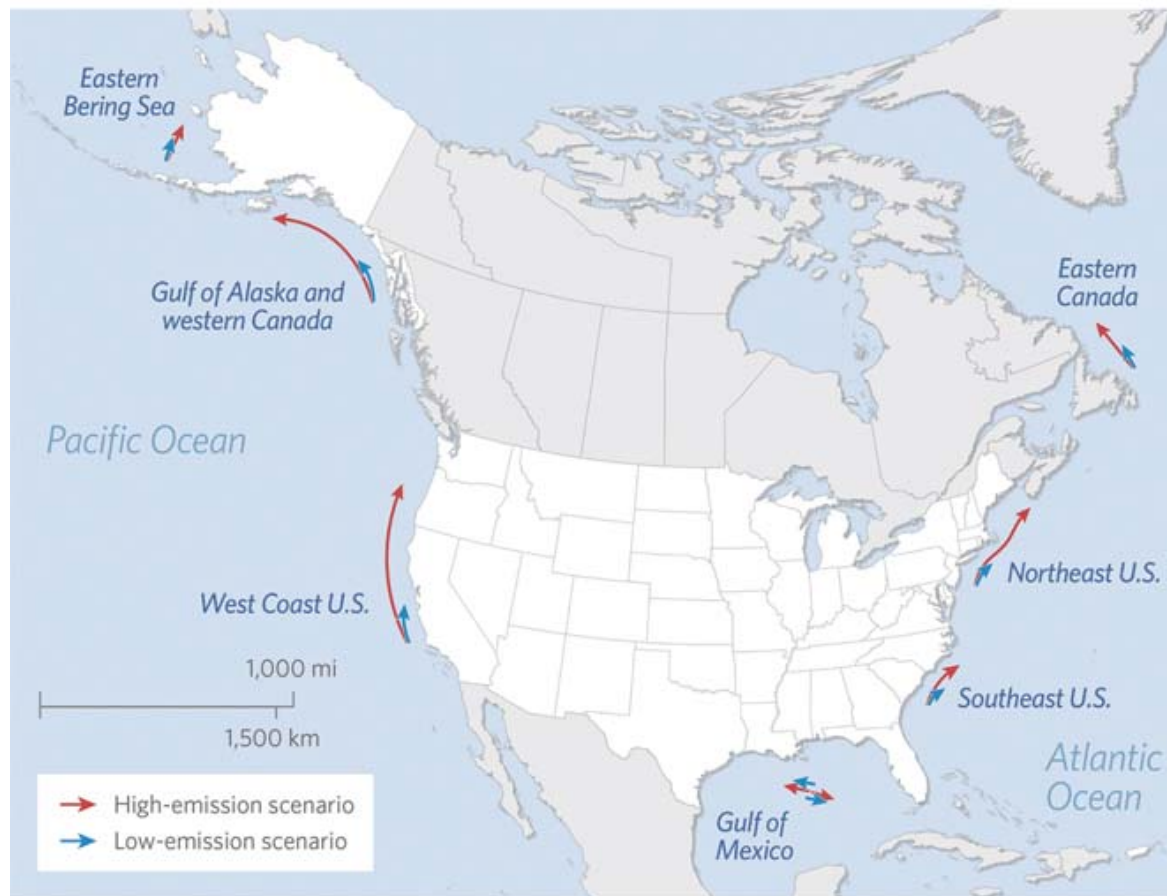 Eastern
Bering Sea
Gulf of Alaska and
western Canada
Eastern
Canada
Pacific Ocean
West Coast U.S.
Northeast U.S.
1,000 mi
1,500 km
Southeast U.S.
Atlantic
Ocean
High-emission scenario
Low-emission scenario
Gulf of
Mexico